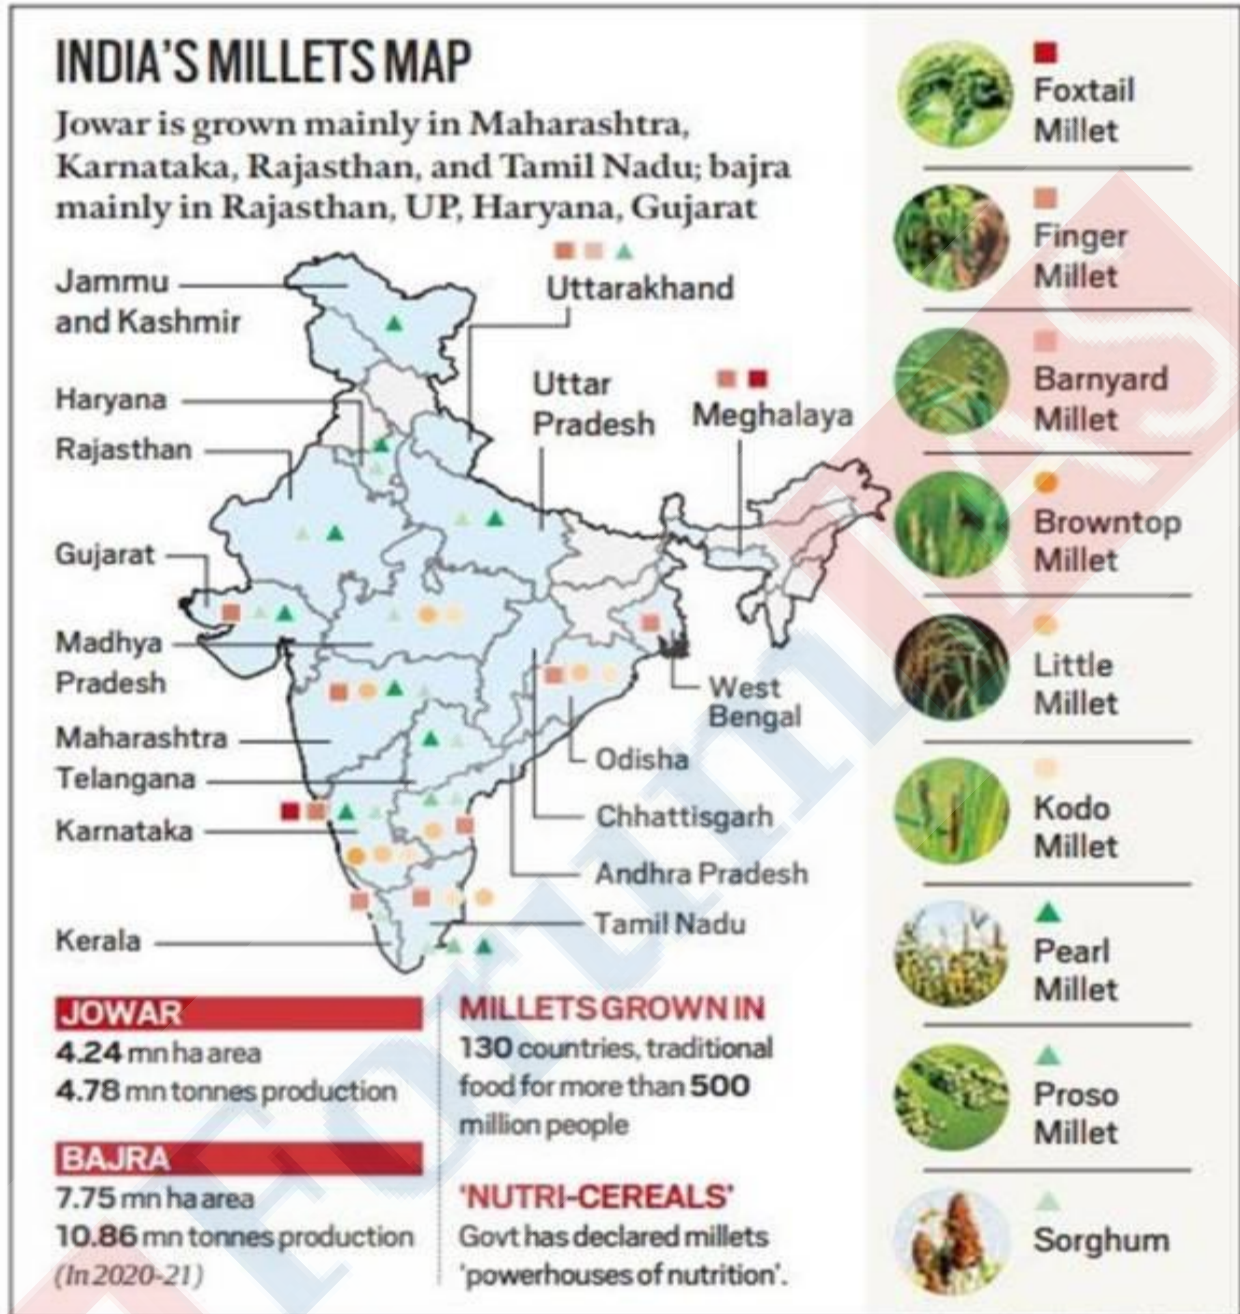 INDIA'S MILLETS MAP
Jowar is grown mainly in Maharashtra,
Karnataka, Rajasthan, and Tamil Nadu; bajra
mainly in Rajasthan, UP, Haryana, Gujarat
Jammu
and Kashmir
Uttarakhand
Haryana
Uttar
Pradesh
Meghalaya
Rajasthan
Gujarat
Madhya
Pradesh
West
Bengal
Maharashtra
Odisha
Telangana
Chhattisgarh
Karnataka
Andhra Pradesh
Tamil Nadu
Kerala
JOWAR
4.24 mn ha area
4.78 mn tonnes production
BAJRA
7.75 mn ha area
10.86 mn tonnes production
(In 2020-21)
MILLETS GROWN IN
130 countries, traditional
food for more than 500
million people
'NUTRI-CEREALS'
Govt has declared millets
'powerhouses of nutrition'.
Foxtail
Millet
Finger
Millet
Barnyard
Millet
Browntop
Millet
Little
Millet
Kodo
Millet
Pearl
Millet
Proso
Millet
Sorghum
Forum IAS